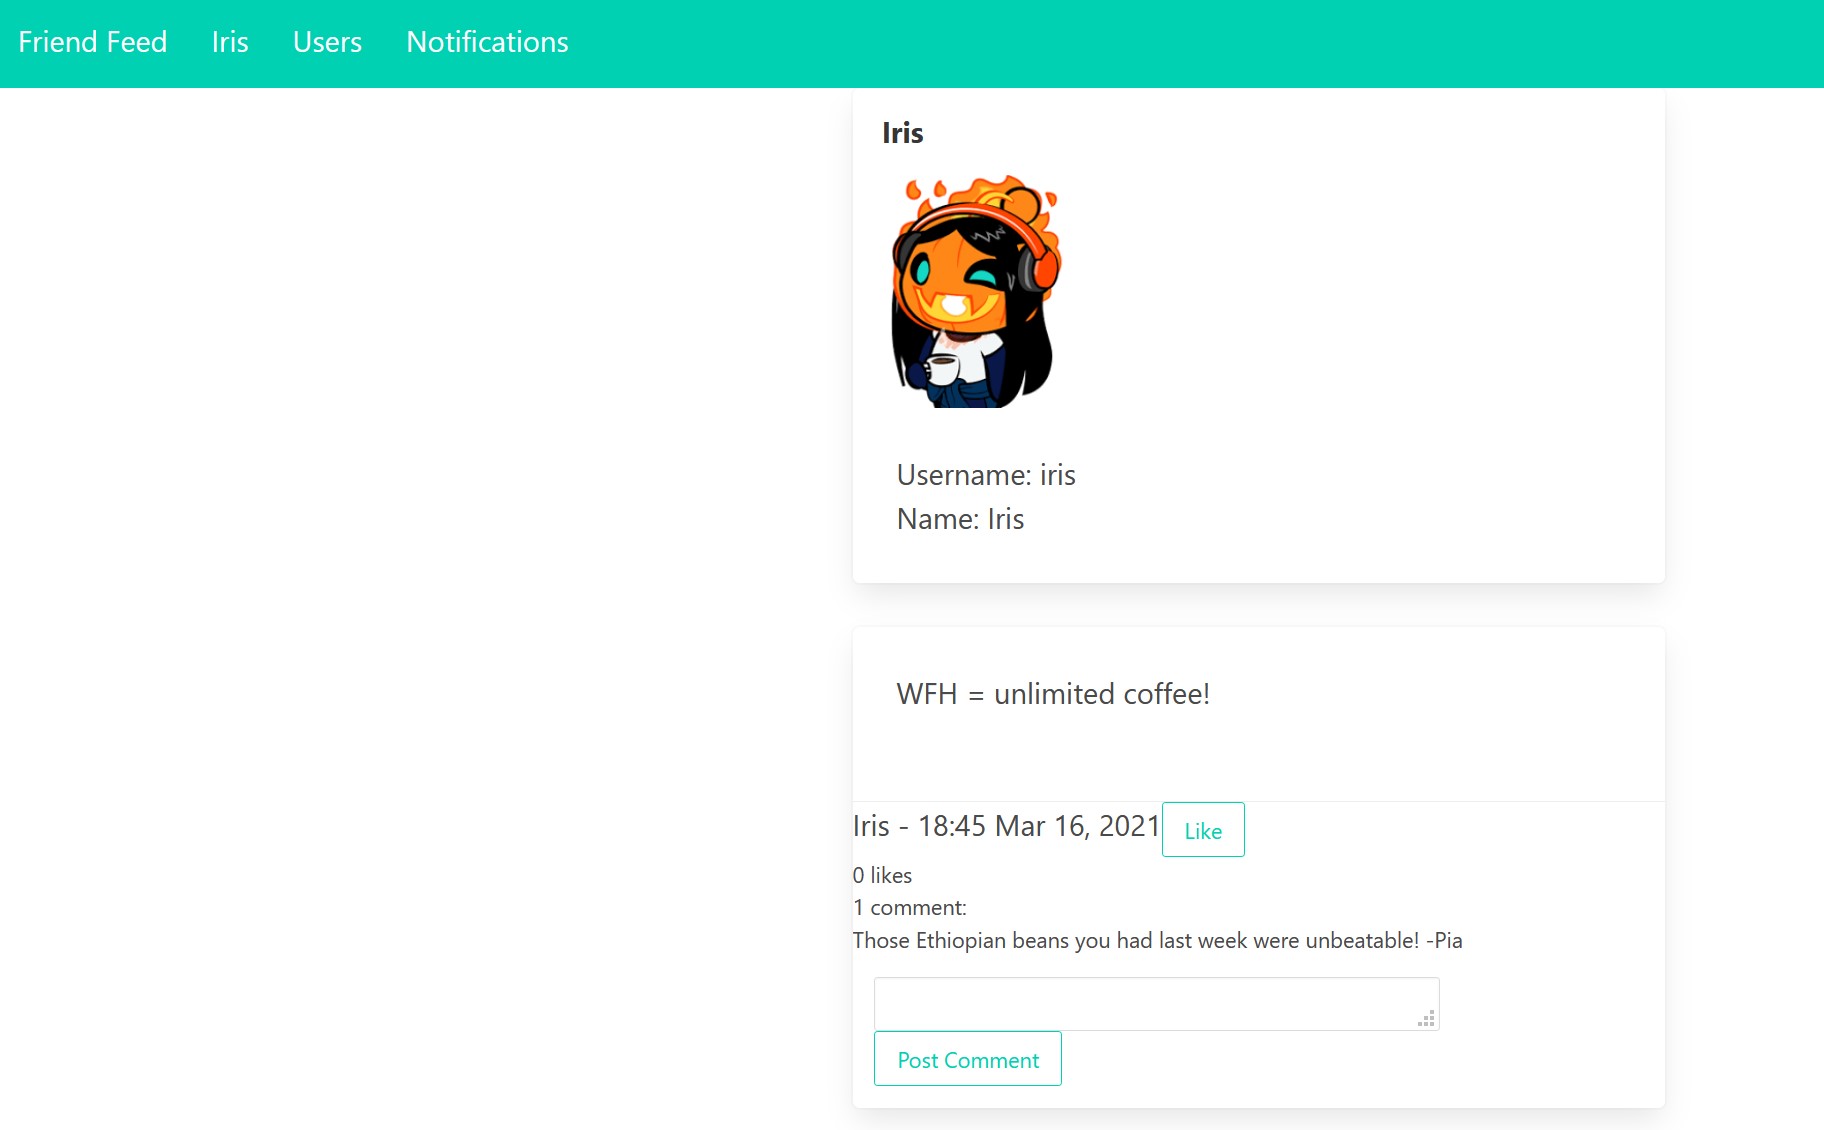 Friend Feed Iris Users Notifications
Iris
Username: iris
Name: Iris
WFH = unlimited coffee!
Iris - 18:45 Mar 16, 2021 Like
0 likes
1 comment:
Those Ethiopian beans you had last week were unbeatable! -Pia
Post Comment